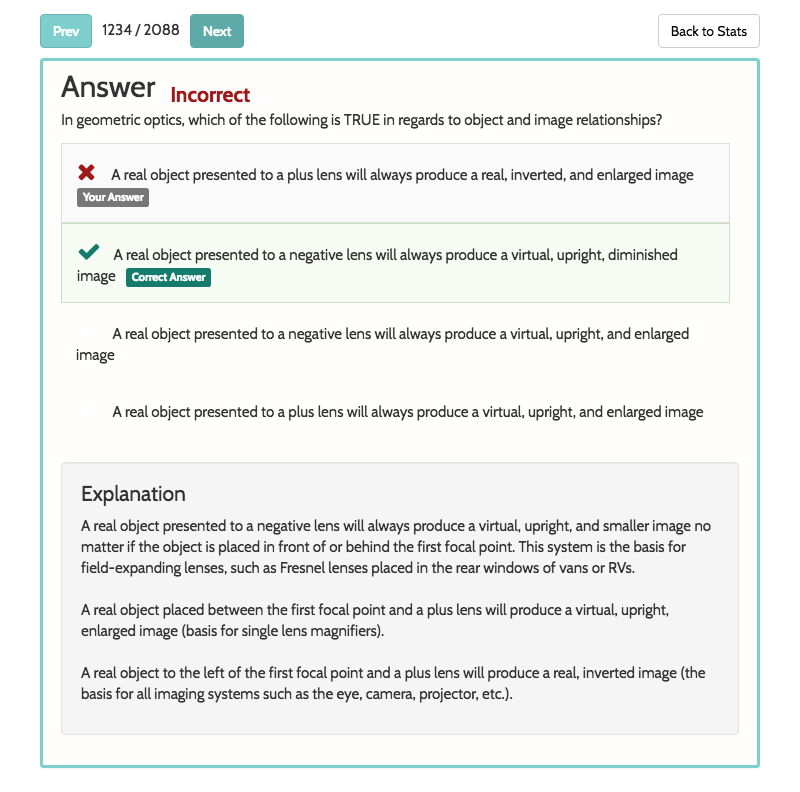 Prev 1234 / 2088 Next Back to Stats
Answer Incorrect
In geometric optics, which of the following is TRUE in regards to object and image relationships?
A real object presented to a plus lens will always produce a real, inverted, and enlarged image
Your Answer
A real object presented to a negative lens will always produce a virtual, upright, diminished
image Correct Answer
A real object presented to a negative lens will always produce a virtual, upright, and enlarged
image
A real object presented to a plus lens will always produce a virtual, upright, and enlarged image
Explanation
A real object presented to a negative lens will always produce a virtual, upright, and smaller image no
matter if the object is placed in front of or behind the first focal point. This system is the basis for
field-expanding lenses, such as Fresnel lenses placed in the rear windows of vans or RVs.
A real object placed between the first focal point and a plus lens will produce a virtual, upright,
enlarged image (basis for single lens magnifiers).
A real object to the left of the first focal point and a plus lens will produce a real, inverted image (the
basis for all imaging systems such as the eye, camera, projector, etc.).